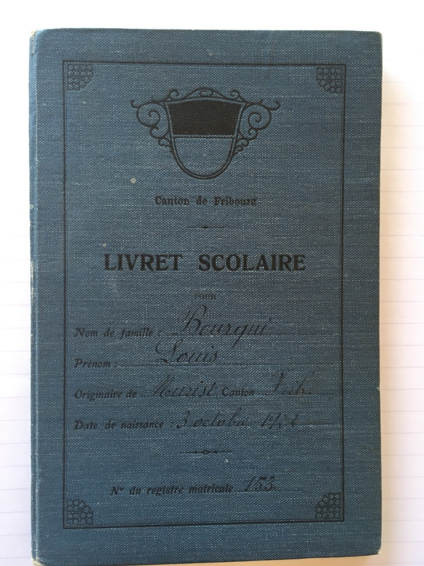 Canton de Fribourg
LIVRET SCOLAIRE
POUR
Nom de famille : Bourqui
Prénom : Louis
Originaire de Murist Canton Frib.
Date de naissance : 3 octobre
No du registre matricule 153